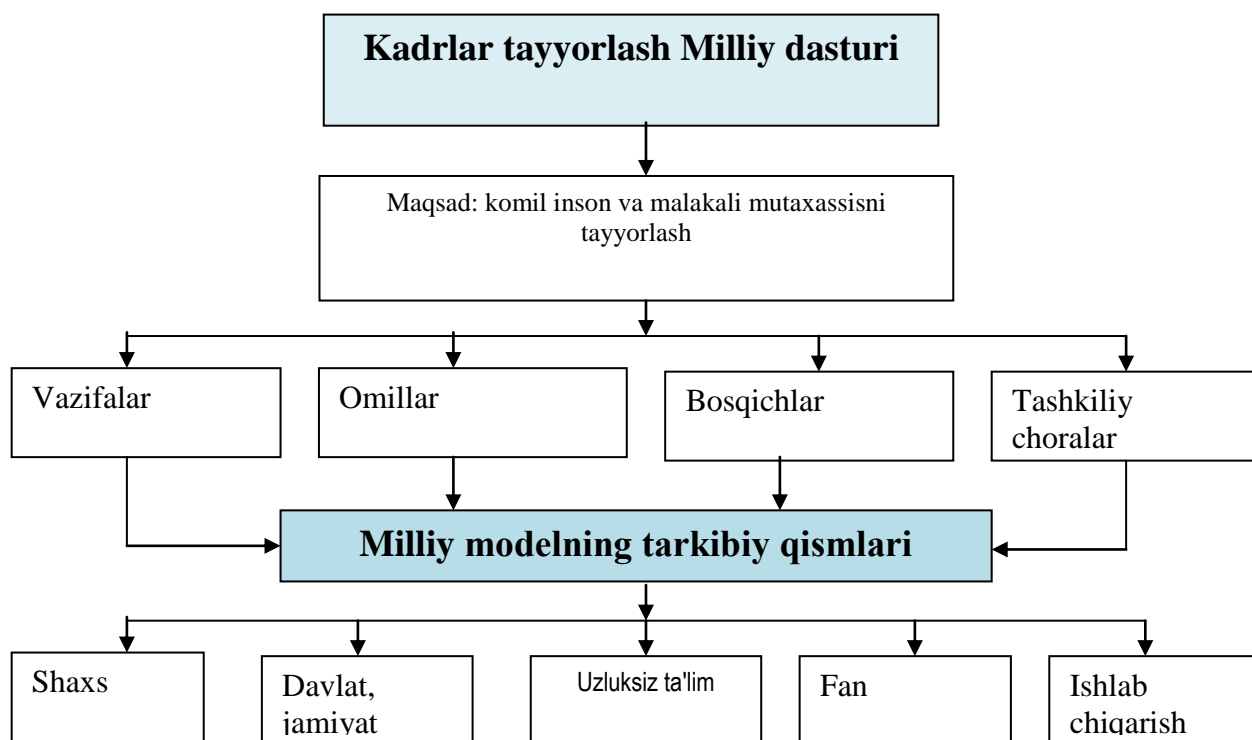 Kadrlar tayyorlash Milliy dasturi
Maqsad: komil inson va malakali mutaxassisni
tayyorlash
Vazifalar
Omillar
Bosqichlar
Tashkiliy
choralar
Milliy modelning tarkibiy qismlari
Shaxs
Davlat,
jamiyat
Uzluksiz ta'lim
Fan
Ishlab
chiqarish